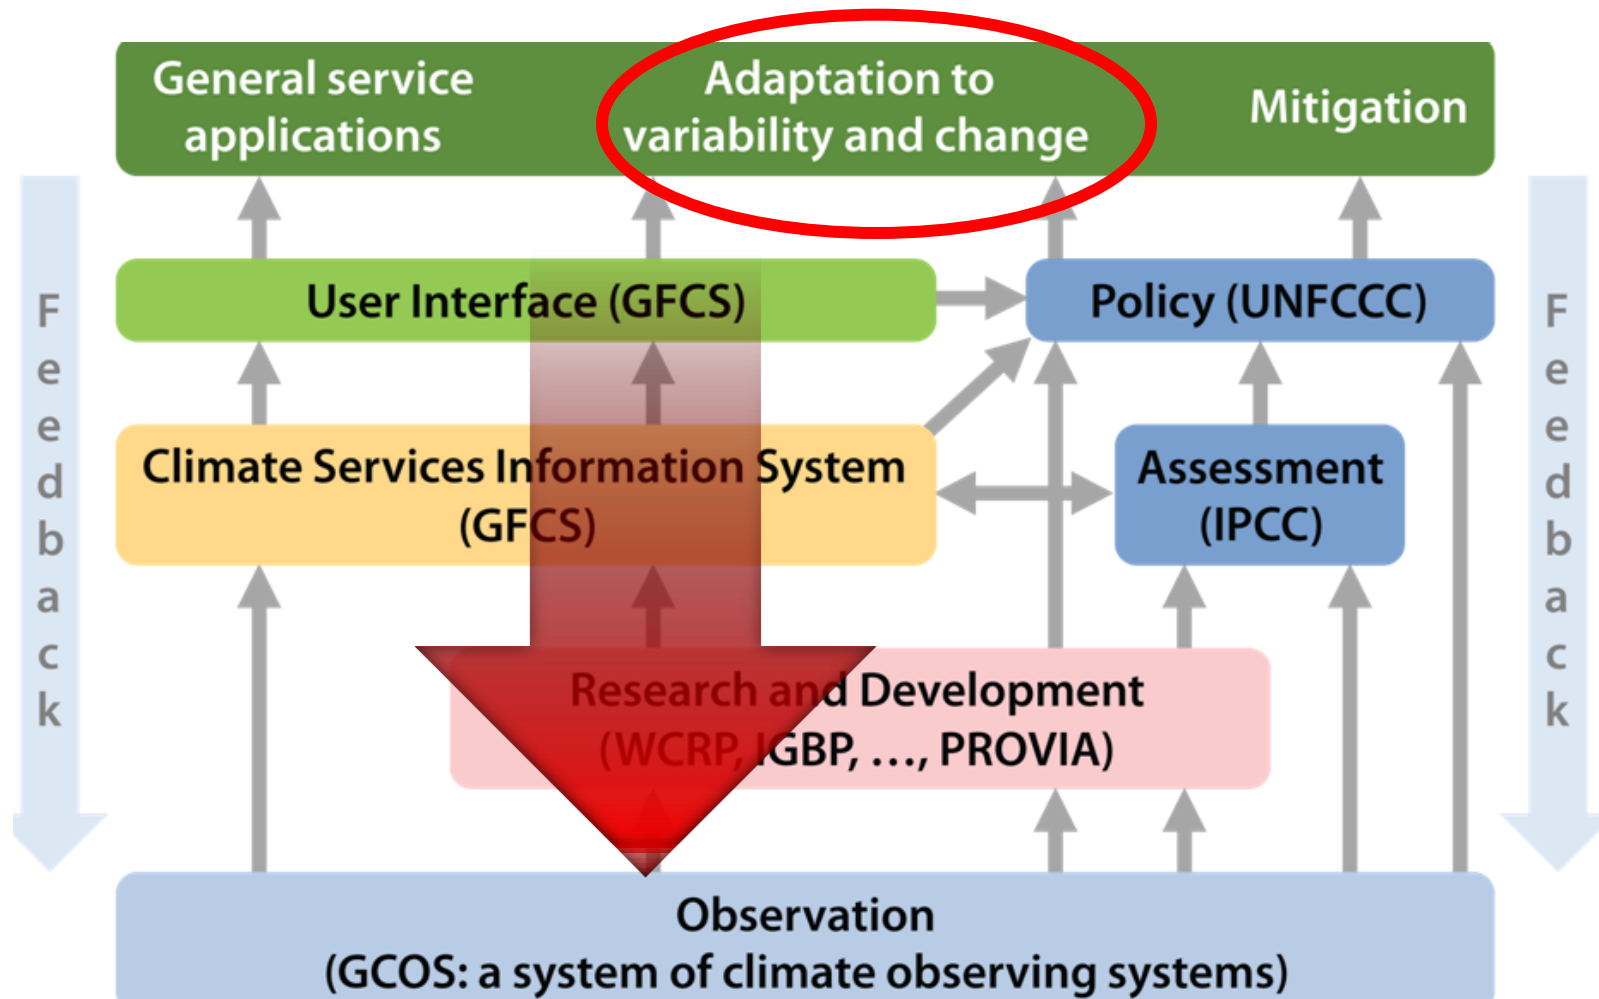 General service
applications
Adaptation to
variability and change
Mitigation
Feedback
User Interface (GFCS)
Policy (UNFCCC)
Feedback
Climate Services Information System
(GFCS)
Assessment
(IPCC)
Research and Development
(WCRP, IGBP, …, PROVIA)
Observation
(GCOS: a system of climate observing systems)